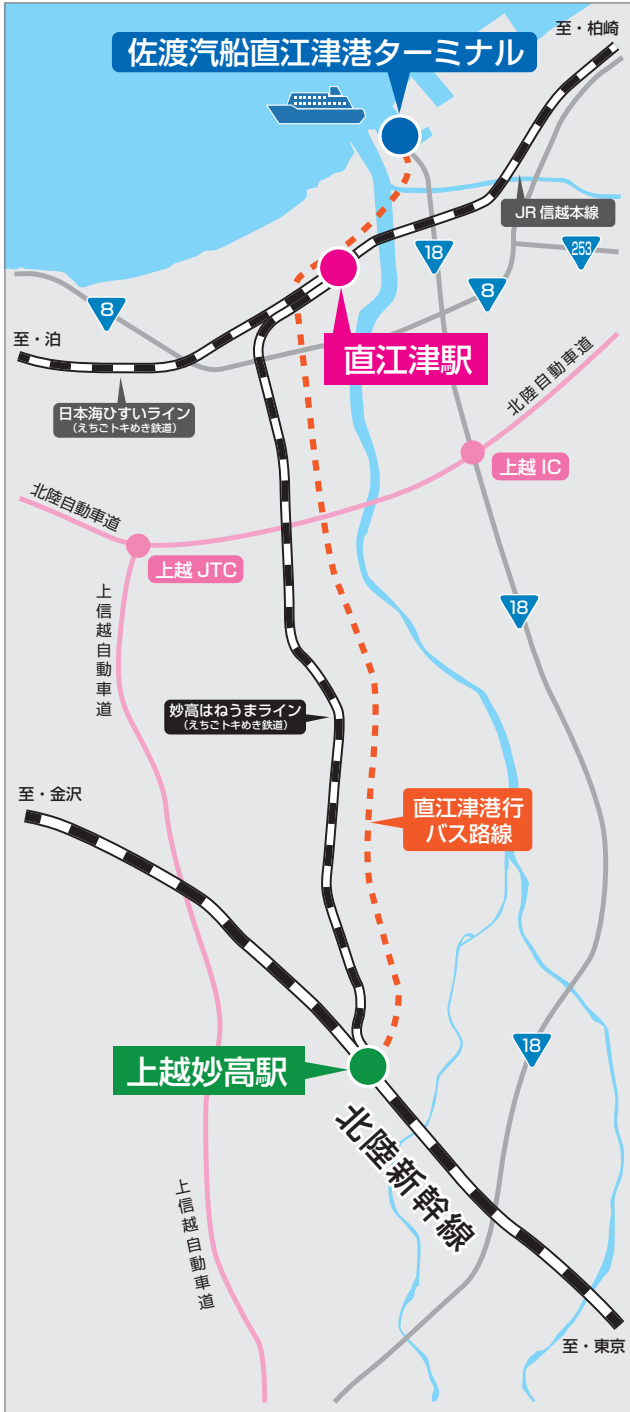 至・柏崎
佐渡汽船直江津港ターミナル
JR 信越本線
18
253
8
8
至・泊
直江津駅
日本海ひすいライン
(えちごトキめき鉄道)
北陸自動車道
上越 IC
北陸自動車道
上越 JTC
上信越自動車道
18
妙高はねうまライン
(えちごトキめき鉄道)
至・金沢
直江津港行
バス路線
18
上越妙高駅
北陸新幹線
上信越自動車道
至・東京